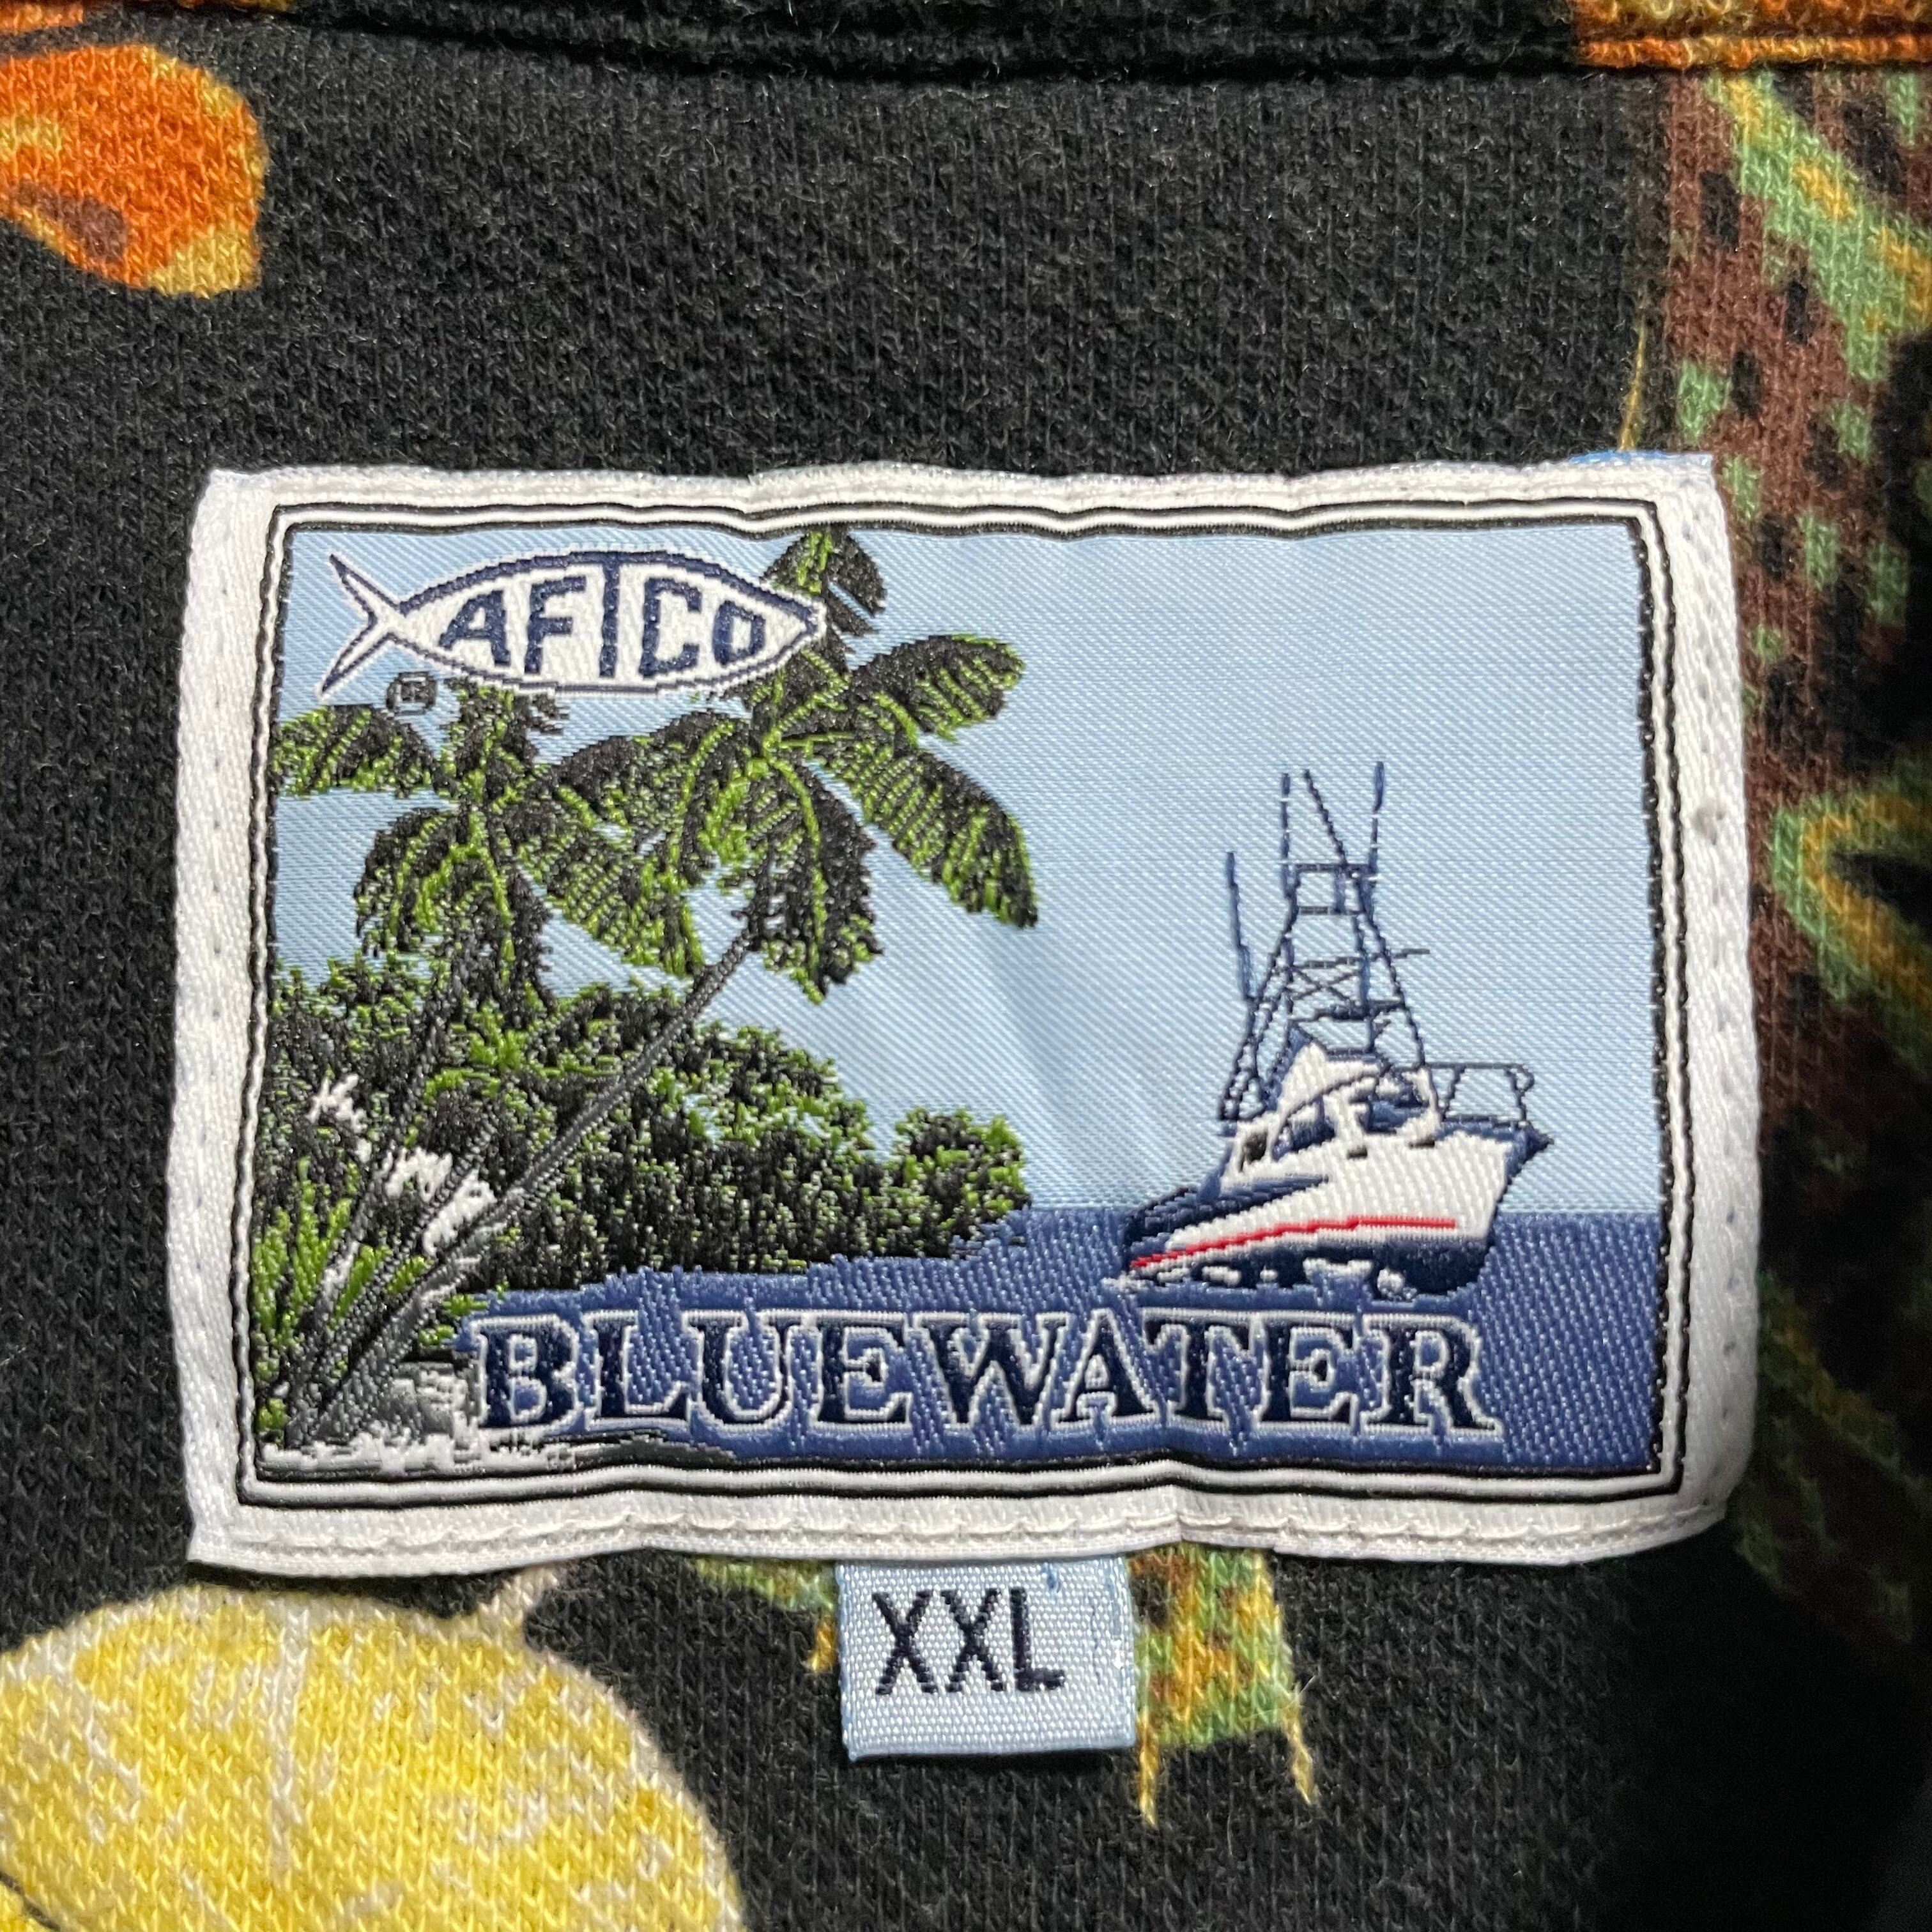 AFTCO
®
BLUEWATER
XXL